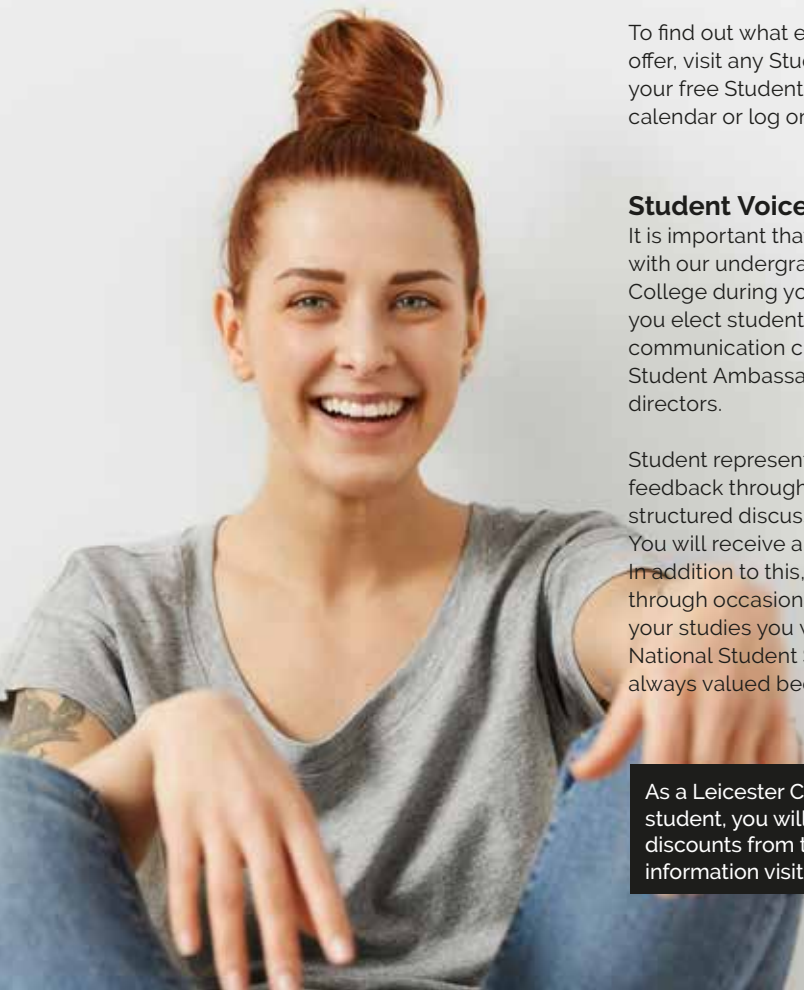 To find out what e
offer, visit any Stu
your free Student
calendar or log or
Student Voice
It is important tha
with our undergra
College during yo
you elect student
communication c
Student Ambassa
directors.
Student represen
feedback through
structured discus
You will receive a
In addition to this,
through occasion
your studies you v
National Student
always valued be
As a Leicester C
student, you will
discounts from t
information visit